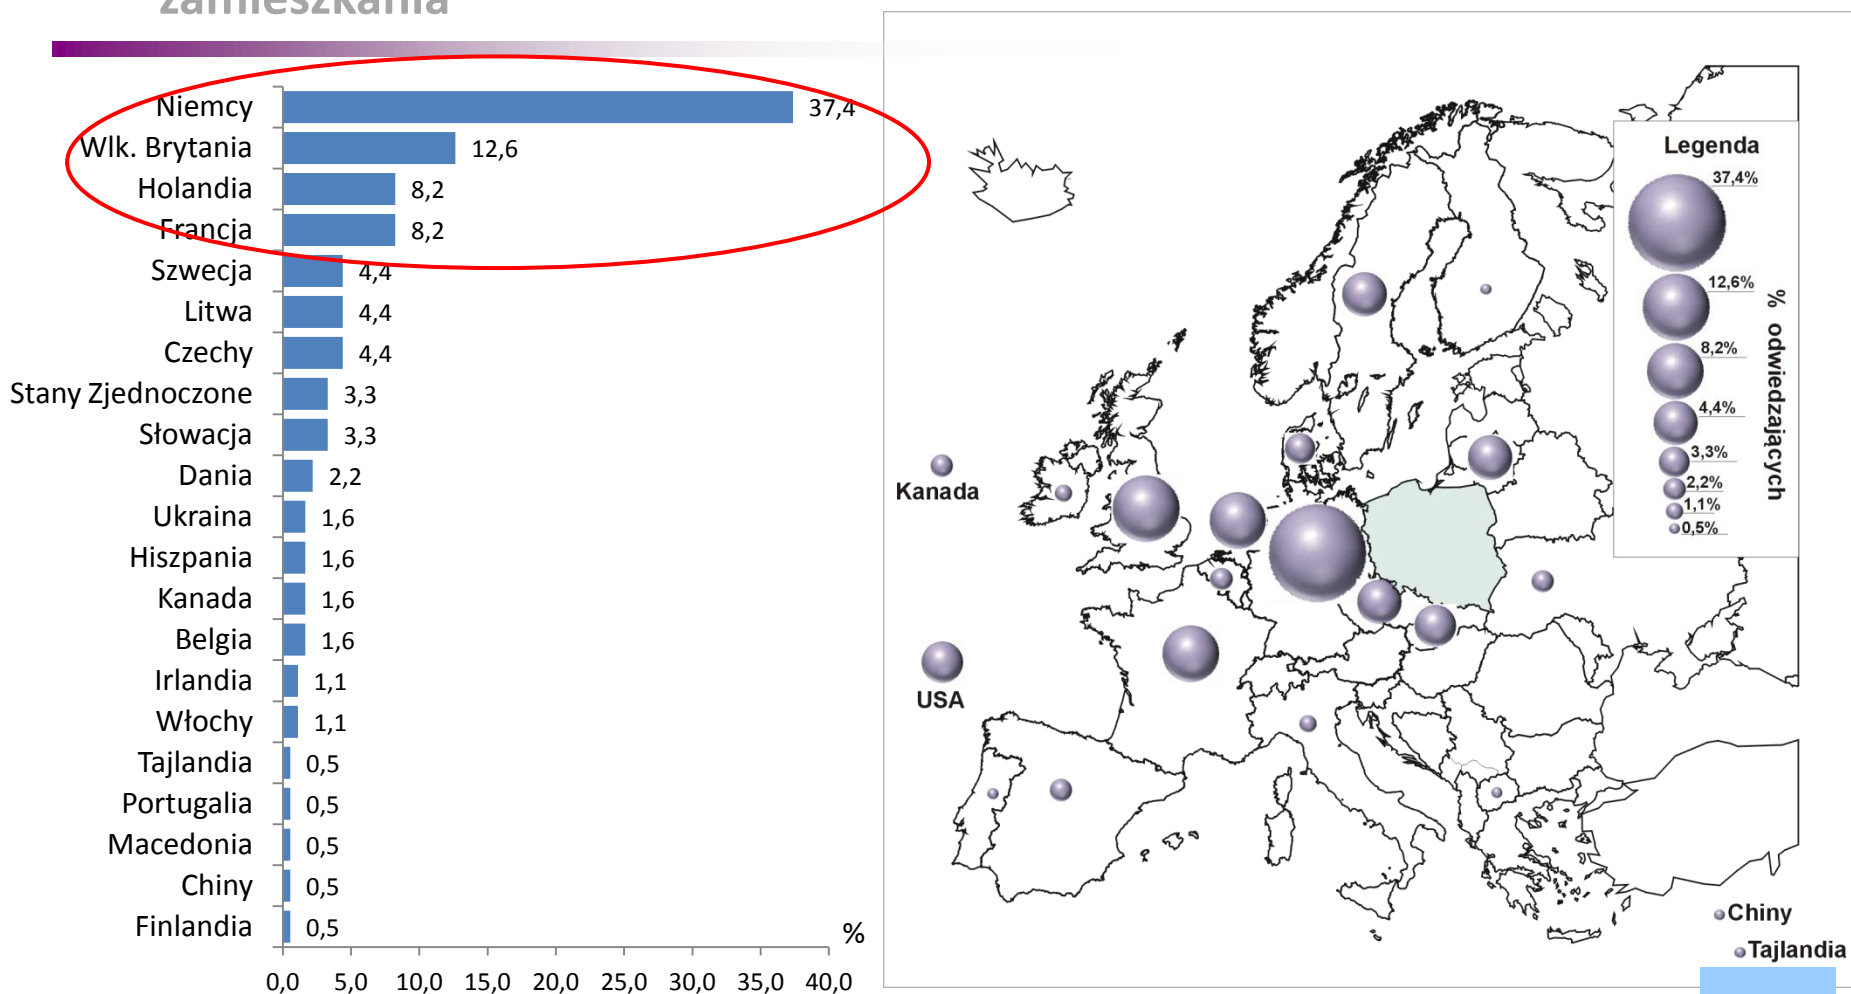 zamieszkania
Niemcy 37,4
Wlk. Brytania 12,6
Holandia 8,2
Francja 8,2
Szwecja 4,4
Litwa 4,4
Czechy 4,4
Stany Zjednoczone 3,3
Słowacja 3,3
Dania 2,2
Ukraina 1,6
Hiszpania 1,6
Kanada 1,6
Belgia 1,6
Irlandia 1,1
Włochy 1,1
Tajlandia 0,5
Portugalia 0,5
Macedonia 0,5
Chiny 0,5
Finlandia 0,5
%
0,0 5,0 10,0 15,0 20,0 25,0 30,0 35,0 40,0
Kanada
USA
Legenda
37,4%
12,6%
8,2%
4,4%
3,3%
2,2%
1,1%
0,5%
% odwiedzających
Chiny
Tajlandia